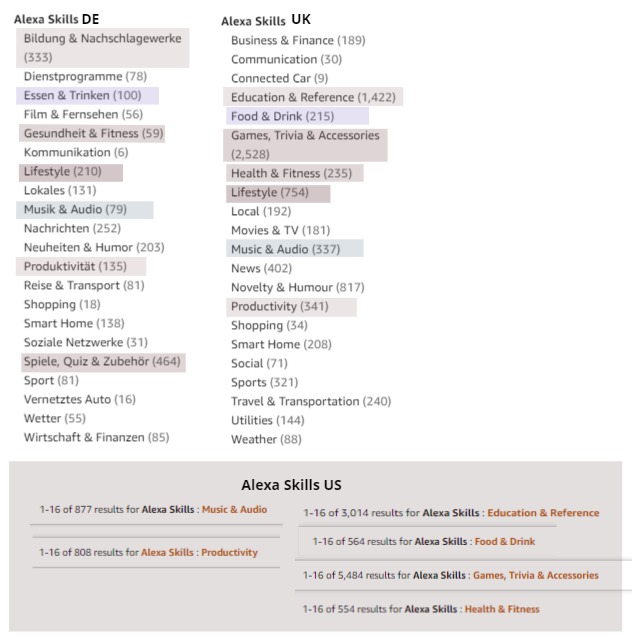 Alexa Skills DE
Bildung & Nachschlagewerke
(333)
Dienstprogramme (78)
Essen & Trinken (100)
Film & Fernsehen (56)
Gesundheit & Fitness (59)
Kommunikation (6)
Lifestyle (210)
Lokales (131)
Musik & Audio (79)
Nachrichten (252)
Neuheiten & Humor (203)
Produktivität (135)
Reise & Transport (81)
Shopping (18)
Smart Home (138)
Soziale Netzwerke (31)
Spiele, Quiz & Zubehör (464)
Sport (81)
Vernetztes Auto (16)
Wetter (55)
Wirtschaft & Finanzen (85)
Alexa Skills UK
Business & Finance (189)
Communication (30)
Connected Car (9)
Education & Reference (1,422)
Food & Drink (215)
Games, Trivia & Accessories
(2,528)
Health & Fitness (235)
Lifestyle (754)
Local (192)
Movies & TV (181)
Music & Audio (337)
News (402)
Novelty & Humour (817)
Productivity (341)
Shopping (34)
Smart Home (208)
Social (71)
Sports (321)
Travel & Transportation (240)
Utilities (144)
Weather (88)
Alexa Skills US
1-16 of 877 results for Alexa Skills : Music & Audio
1-16 of 808 results for Alexa Skills : Productivity
1-16 of 3,014 results for Alexa Skills : Education & Reference
1-16 of 564 results for Alexa Skills : Food & Drink
1-16 of 5,484 results for Alexa Skills : Games, Trivia & Accessories
1-16 of 554 results for Alexa Skills : Health & Fitness